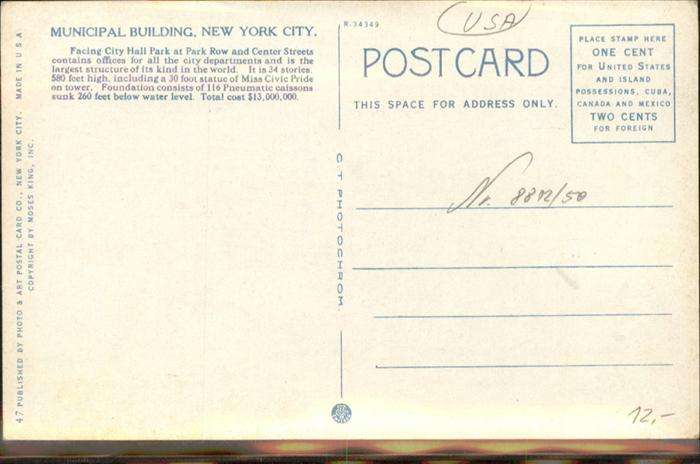 MUNICIPAL BUILDING, NEW YORK CITY.
Facing City Hall Park at Park Row and Center Streets
contains offices for all the city departments and is the
largest structure of its kind in the world. It is 34 stories.
580 feet high, including a 30 foot statue of Miss Civic Pride
on tower. Foundation consists of 116 Pneumatic caissons
sunk 260 feet below water level. Total cost $13,000,000.
47 PUBLISHED BY PHOTO & ART POSTAL CARD CO., NEW YORK CITY. MADE IN U.S.A.
COPYRIGHT BY MOSES KING, INC.
R-34349
C T PHOTOCHROM.
USA
POST CARD
THIS SPACE FOR ADDRESS ONLY.
PLACE STAMP HERE
ONE CENT
FOR UNITED STATES
AND ISLAND
POSSESSIONS, CUBA,
CANADA AND MEXICO
TWO CENTS
FOR FOREIGN
Nr. 8812/50
12,-